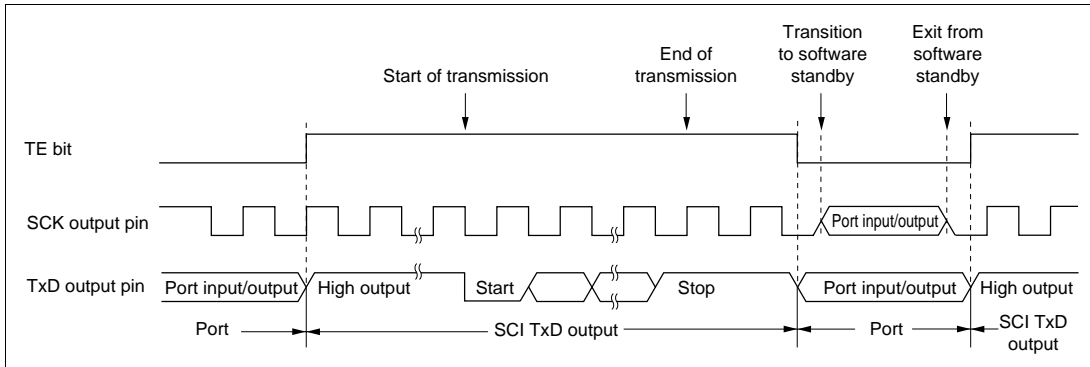 Transition
to software
standby
Exit from
software
standby
End of
transmission
Start of transmission
TE bit
SCK output pin
Port input/output
TxD output pin
Port input/output
High output
Start
Stop
Port input/output
High output
Port
SCI TxD output
Port
SCI TxD
output